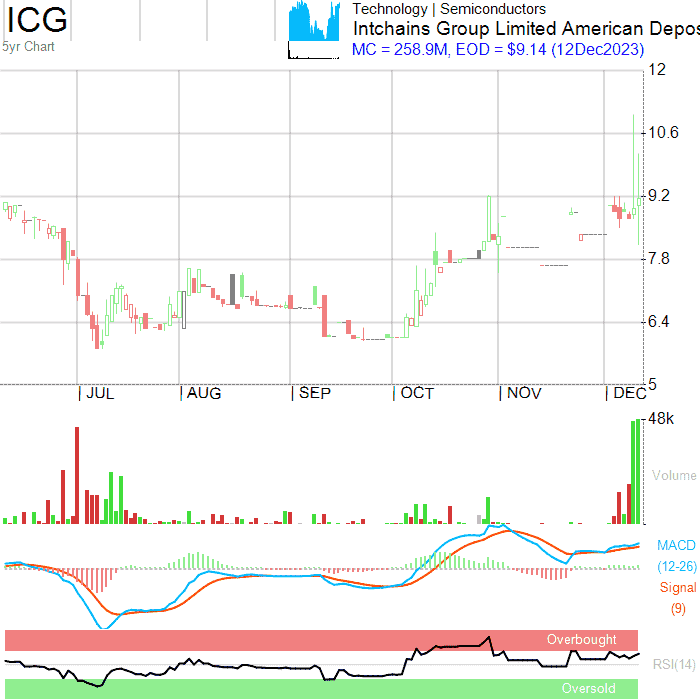 ICG
5yr Chart
Technology | Semiconductors
Intchains Group Limited American Depos
MC = 258.9M, EOD = $9.14 (12Dec2023)
12
10.6
9.2
7.8
6.4
5
JUL
AUG
SEP
OCT
NOV
DEC
48k
Volume
MACD
(12-26)
Signal
(9)
Overbought
RSI(14)
Oversold